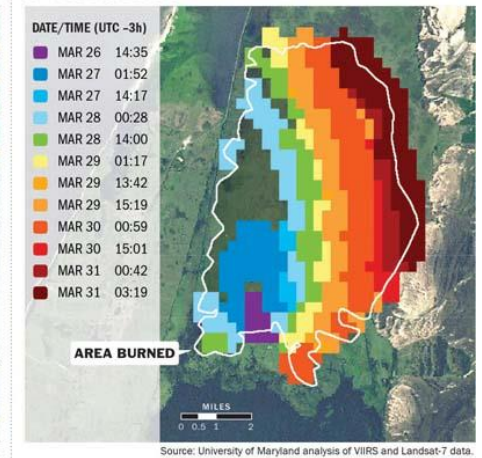 DATE/TIME (UTC –3h)
MAR 26 14:35
MAR 27 01:52
MAR 27 14:17
MAR 28 00:28
MAR 28 14:00
MAR 29 01:17
MAR 29 13:42
MAR 29 15:19
MAR 30 00:59
MAR 30 15:01
MAR 31 00:42
MAR 31 03:19
AREA BURNED
MILES
0 0.5 1 2
Source: University of Maryland analysis of VIIRS and Landsat-7 data.